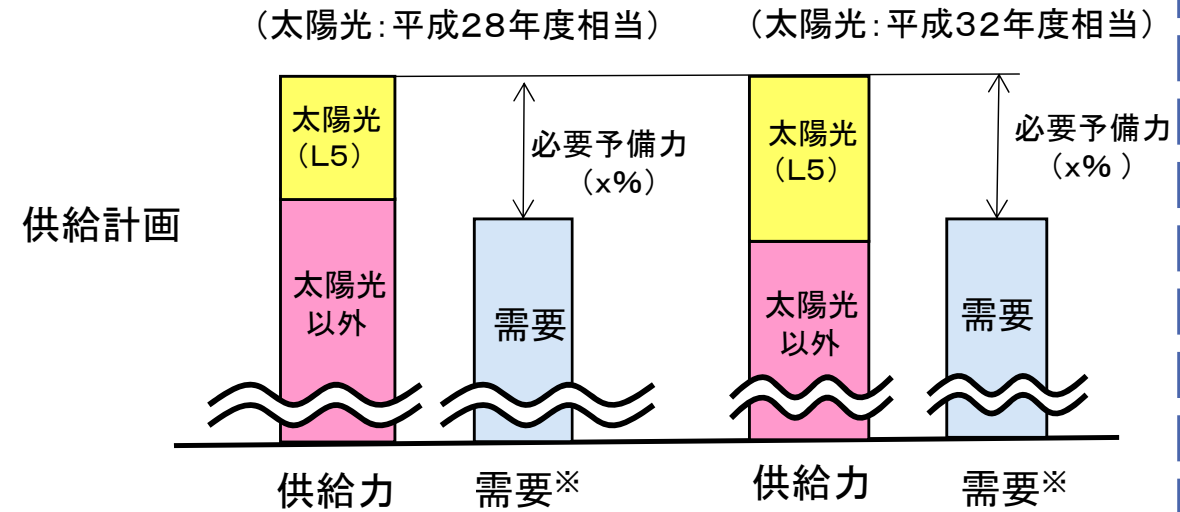 （太陽光：平成２８年度相当）
（太陽光：平成３２年度相当）
供給計画
太陽光
（Ｌ５）
太陽光
以外
必要予備力
（ｘ％）
需要
太陽光
（Ｌ５）
太陽光
以外
必要予備力
（ｘ％ ）
需要
供給力
需要※
供給力
需要※